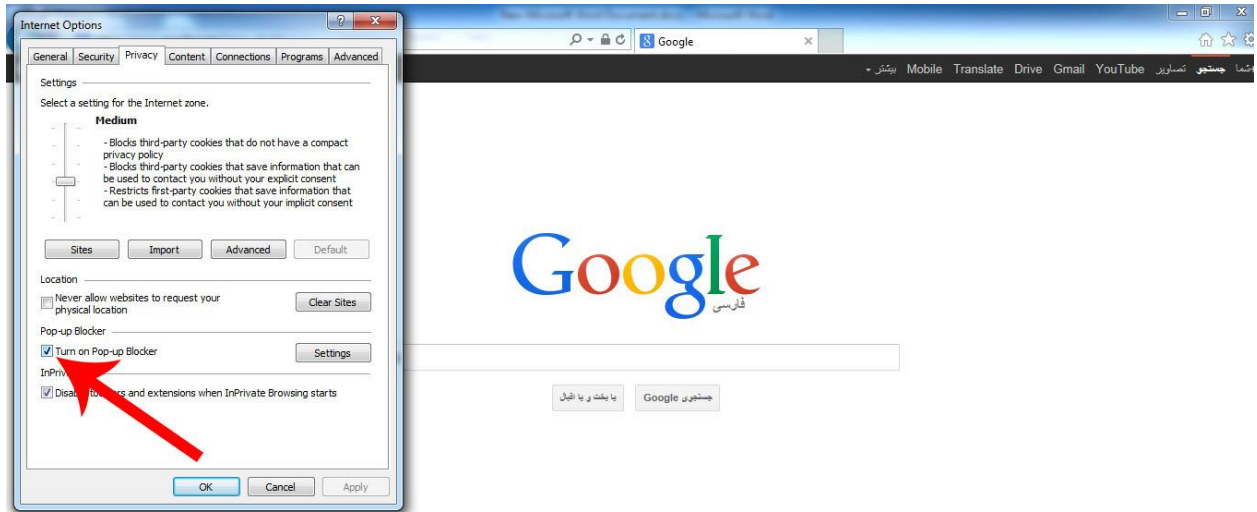 Internet Options
General Security Privacy Content Connections Programs Advanced
Settings
Select a setting for the Internet zone.
Medium
- Blocks third-party cookies that do not have a compact
privacy policy
- Blocks third-party cookies that save information that can
be used to contact you without your explicit consent
- Restricts first-party cookies that save information that
can be used to contact you without your implicit consent
Sites Import Advanced Default
Location
Never allow websites to request your
physical location
Clear Sites
Pop-up Blocker
Turn on Pop-up Blocker
Settings
and extensions when InPrivate Browsing starts
OK Cancel Apply
Google
شما جستجو تصاویر YouTube Gmail Drive Translate Mobile بیشتر
Google
فارسی
جستجوی Google
یا بخت و یا اقبال